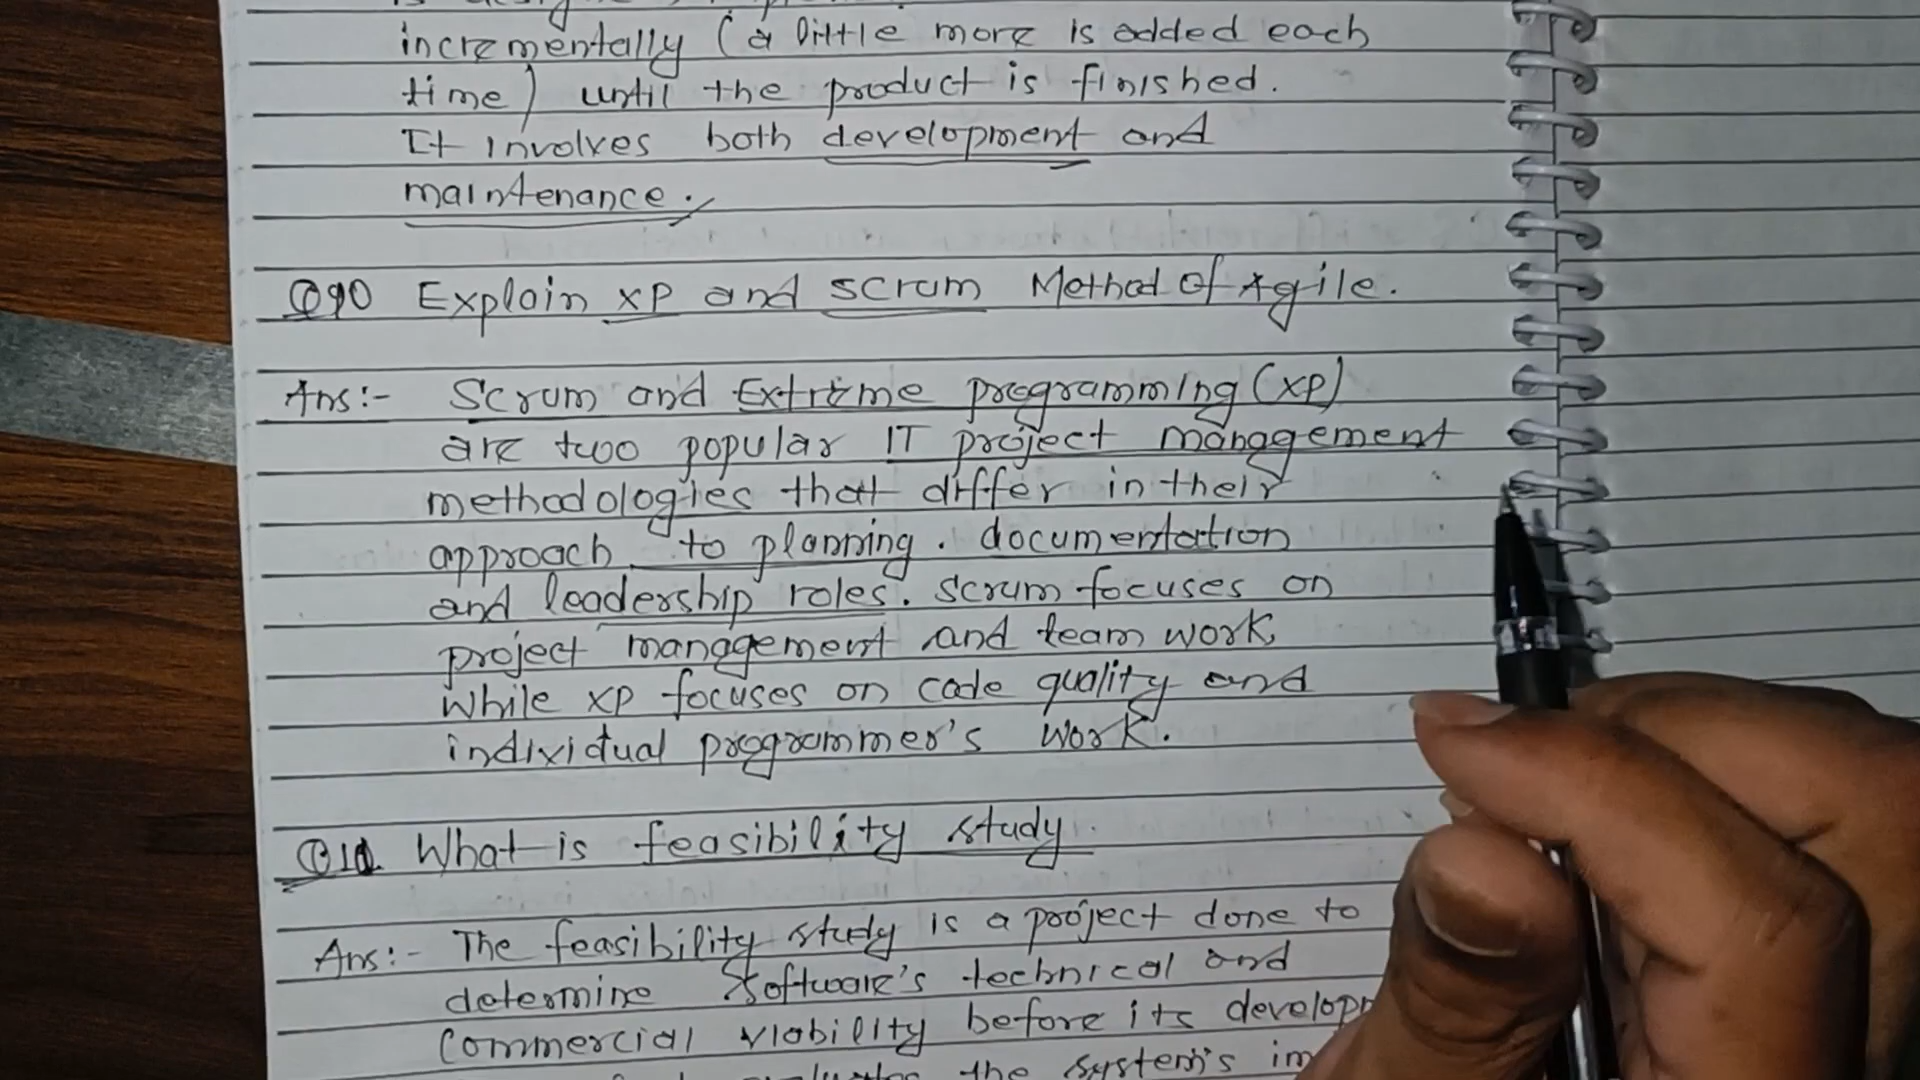 incrementally (a little more is added each
time) until the product is finished.
It involves both development and
maintenance.
Q10 Explain XP and scrum Method of Agile.
Ans:- Scrum and Extreme programming (XP)
are two popular IT project management
methodologies that differ in their
approach to planning. documentation
and leadership roles. Scrum focuses on
project management and team work,
While XP focuses on code quality and
individual programmer's work.
Q11. What is feasibility study.
Ans:- The feasibility study is a project done to
determine Software's technical and
Commercial viability before its
the system's